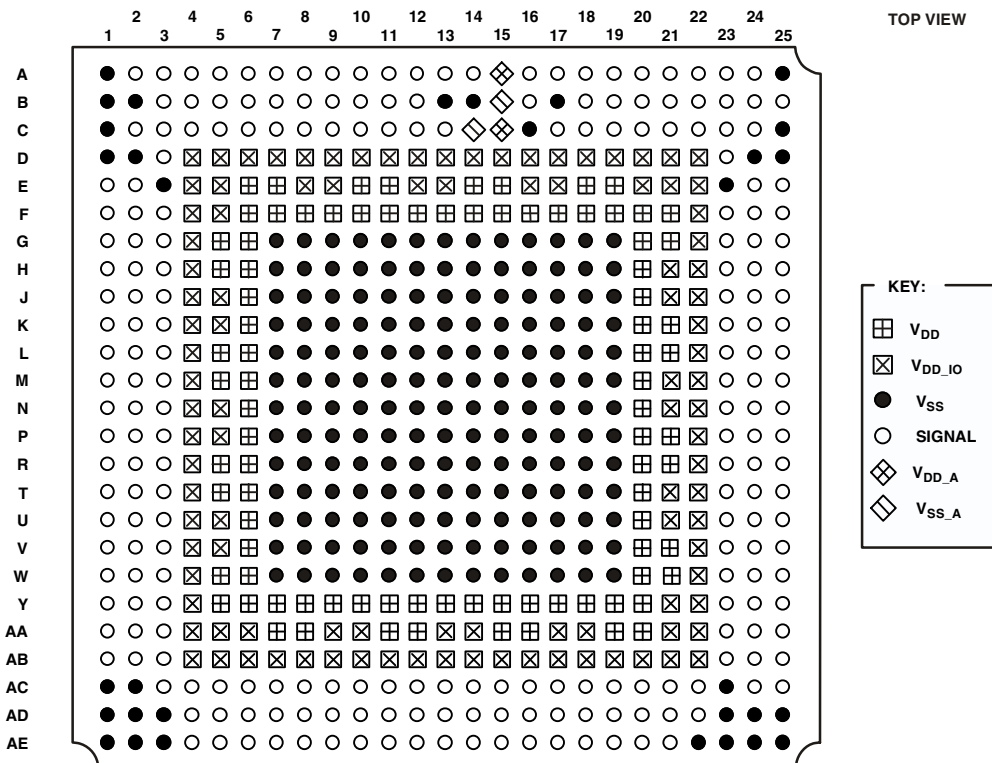 2 4 6 8 10 12 14 16 18 20 22 24
1 3 5 7 9 11 13 15 17 19 21 23 25
TOP VIEW
A
B
C
D
E
F
G
H
J
K
L
M
N
P
R
T
U
V
W
Y
AA
AB
AC
AD
AE
KEY:
VDD
VDD_IO
VSS
SIGNAL
VDD_A
VSS_A